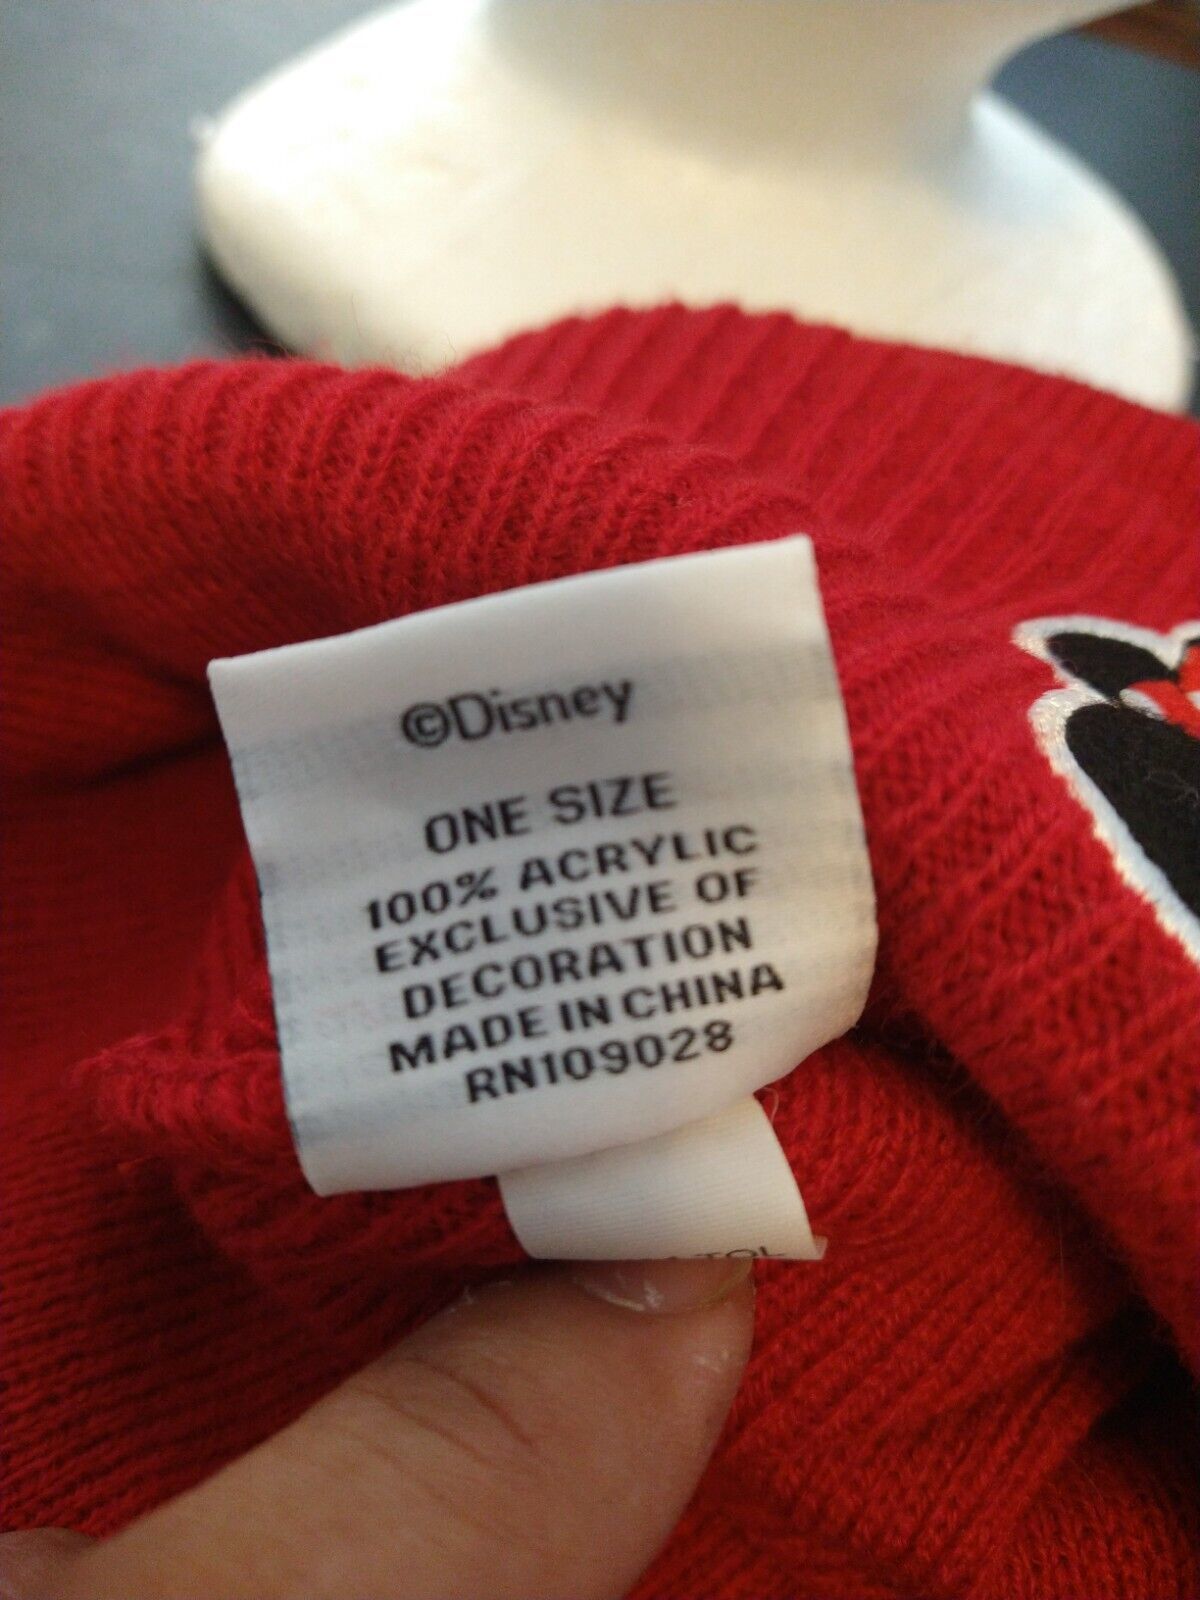 ©Disney
ONE SIZE
100% ACRYLIC
EXCLUSIVE OF
DECORATION
MADE IN CHINA
RN109028